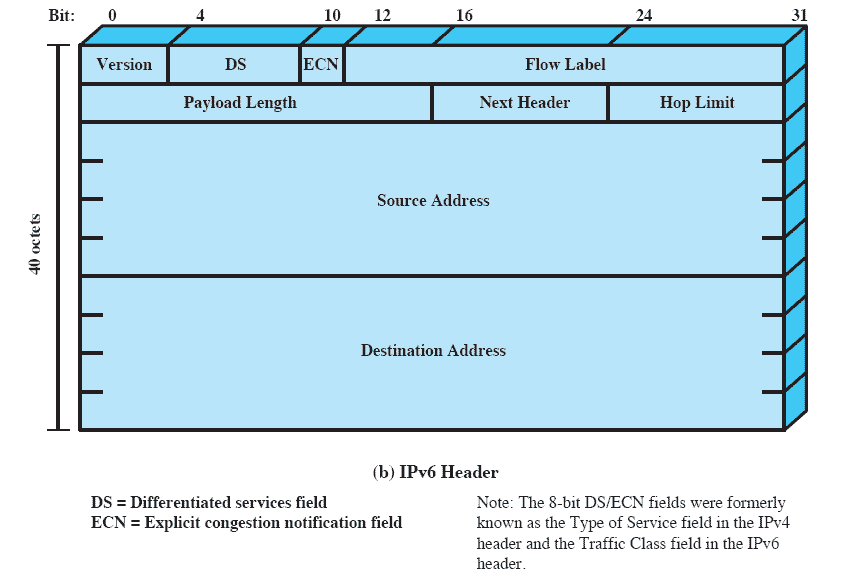 Bit: 0 4 10 12 16 24 31
Version DS ECN Flow Label
Payload Length Next Header Hop Limit
Source Address
40 octets
Destination Address
(b) IPv6 Header
DS = Differentiated services field
ECN = Explicit congestion notification field
Note: The 8-bit DS/ECN fields were formerly
known as the Type of Service field in the IPv4
header and the Traffic Class field in the IPv6
header.